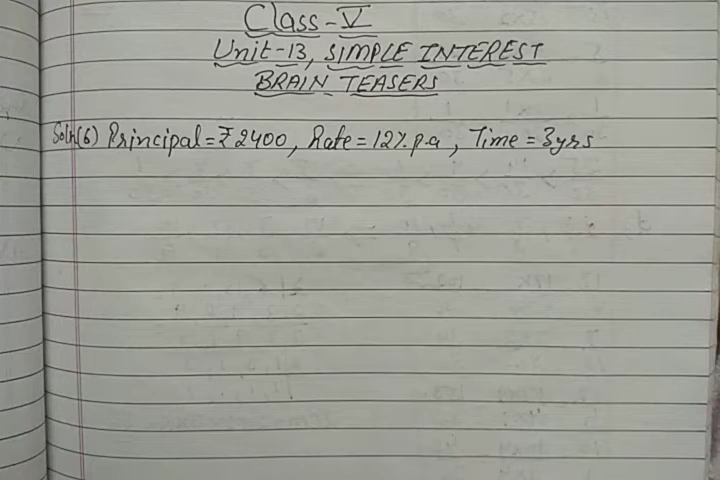 Class-V
Unit-13, SIMPLE INTEREST
BRAIN TEASERS
Soln(6) Principal = ₹2400, Rate = 12% p.a, Time = 3yrs